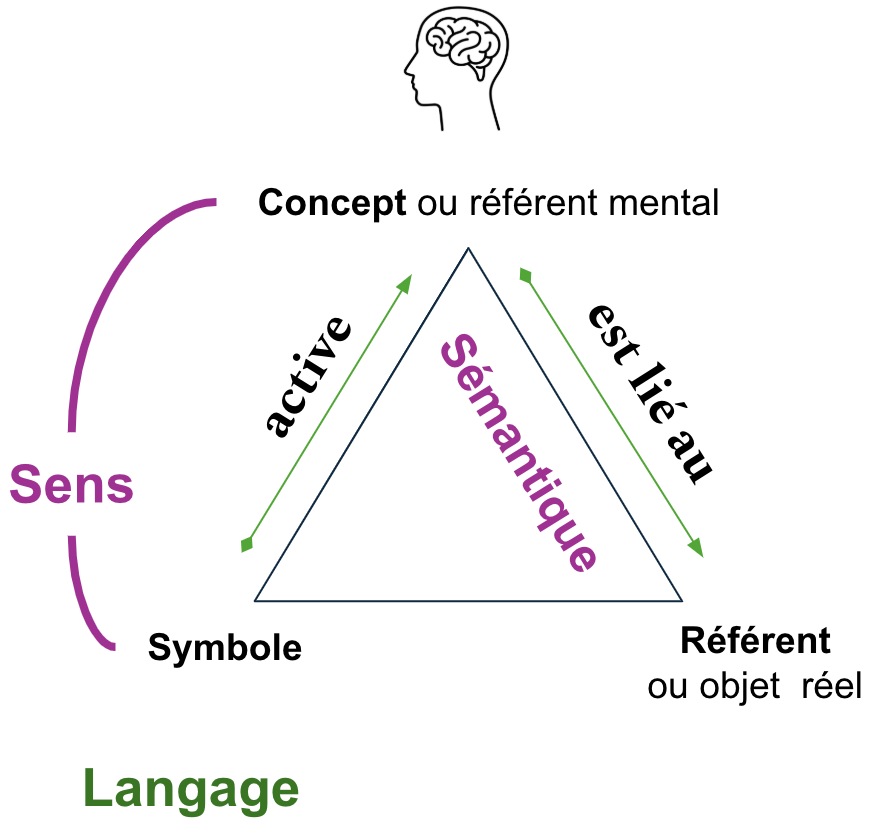 Concept ou référent mental
active
est lié au
Sémantique
Sens
Symbole
Référent
ou objet réel
Langage